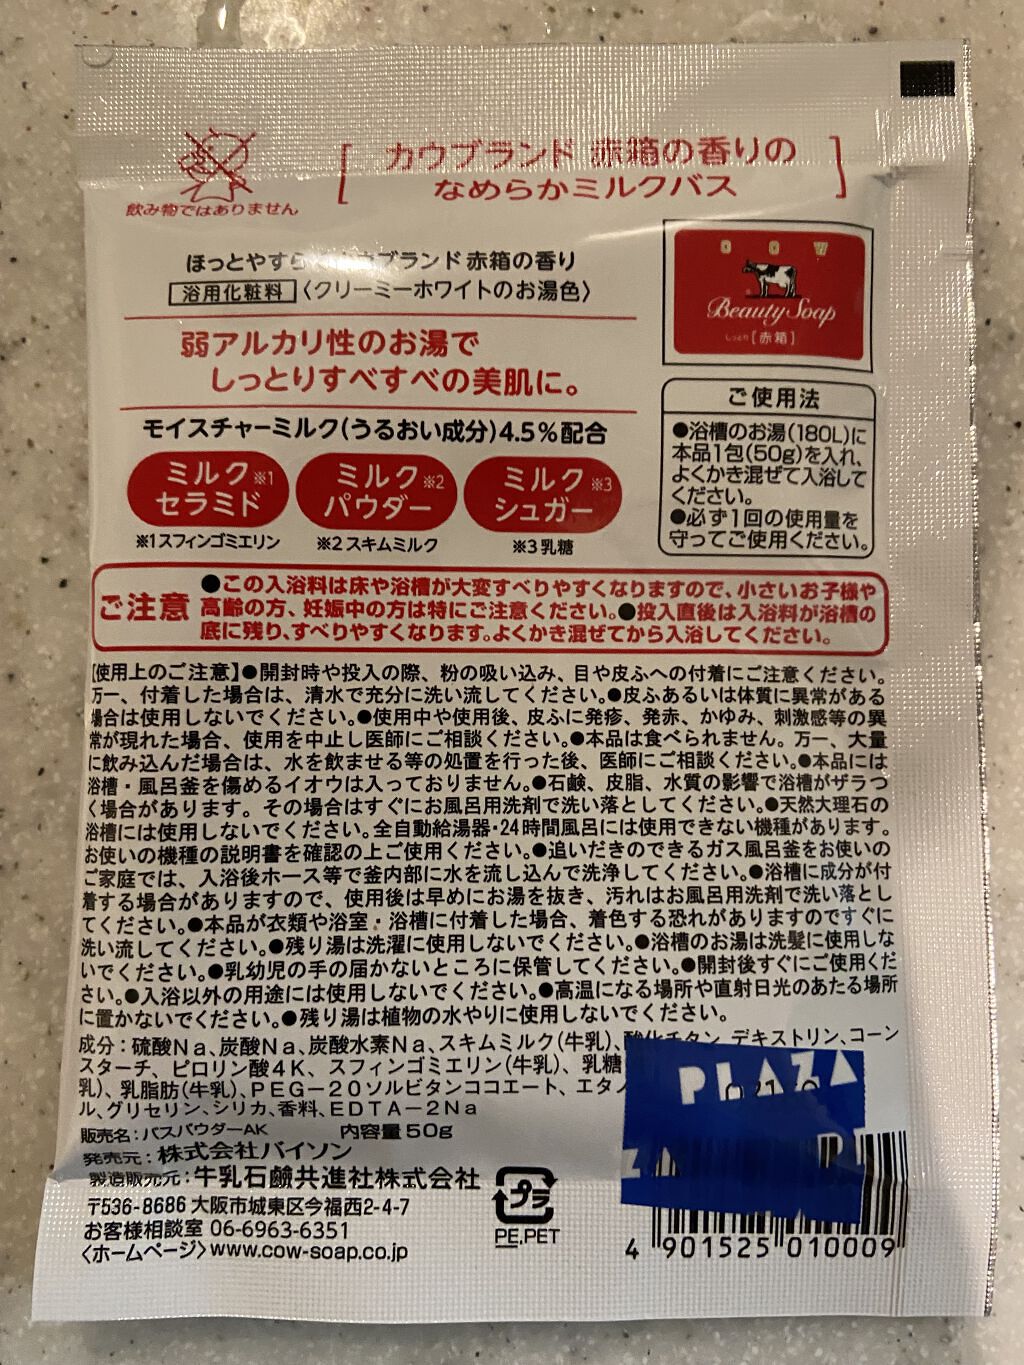 飲み物ではありません
カウブランド 赤箱の香りの
なめらかミルクバス
ほっとやすら ウブランド 赤箱の香り
浴用化粧料〈クリーミーホワイトのお湯色〉
弱アルカリ性のお湯で
しっとりすべすべの美肌に。
モイスチャーミルク(うるおい成分)4.5%配合
ミルク※1
セラミド
ミルク※2
パウダー
ミルク※3
シュガー
※1スフィンゴミエリン ※2スキムミルク ※3乳糖
COW
Beauty Soap
しっとり[赤箱]
ご使用法
●浴槽のお湯(180L)に
本品1包(50g)を入れ、
よくかき混ぜて入浴して
ください。
●必ず1回の使用量を
守ってご使用ください。
ご注意
●この入浴料は床や浴槽が大変すべりやすくなりますので、小さいお子様や
高齢の方、妊娠中の方は特にご注意ください。●投入直後は入浴料が浴槽の
底に残り、すべりやすくなります。よくかき混ぜてから入浴してください。
【使用上のご注意】●開封時や投入の際、粉の吸い込み、目や皮ふへの付着にご注意ください。
万一、付着した場合は、清水で充分に洗い流してください。●皮ふあるいは体質に異常がある
場合は使用しないでください。●使用中や使用後、皮ふに発疹、発赤、かゆみ、刺激感等の異
常が現れた場合、使用を中止し医師にご相談ください。●本品は食べられません。万一、大量
に飲み込んだ場合は、水を飲ませる等の処置を行った後、医師にご相談ください。●本品には
浴槽・風呂釜を傷めるイオウは入っておりません。●石鹸、皮脂、水質の影響で浴槽がザラつ
く場合があります。その場合はすぐにお風呂用洗剤で洗い落としてください。●天然大理石の
浴槽には使用しないでください。全自動給湯器・24時間風呂には使用できない機種があります。
お使いの機種の説明書を確認の上ご使用ください。●追いだきのできるガス風呂釜をお使いの
ご家庭では、入浴後ホース等で釜内部に水を流し込んで洗浄してください。●浴槽に成分が付
着する場合がありますので、使用後は早めにお湯を抜き、汚れはお風呂用洗剤で洗い落とし
てください。●本品が衣類や浴室・浴槽に付着した場合、着色する恐れがありますのですぐに
洗い流してください。●残り湯は洗濯に使用しないでください。●浴槽のお湯は洗髪に使用しな
いでください。●乳幼児の手の届かないところに保管してください。●開封後すぐにご使用くだ
さい。●入浴以外の用途には使用しないでください。●高温になる場所や直射日光のあたる場所
に置かないでください。●残り湯は植物の水やりに使用しないでください。
成分:硫酸Na、炭酸Na、炭酸水素Na、スキムミルク(牛乳)、酸化チタン、デキストリン、コーン
スターチ、ピロリン酸4K、スフィンゴミエリン(牛乳)、乳糖
乳)、乳脂肪(牛乳)、PEG-20ソルビタンココエート、エタノ
ル、グリセリン、シリカ、香料、EDTA-2Na
販売名:バスパウダーAK 内容量50g
発売元:株式会社バイソン
製造販売元:牛乳石鹸共進社株式会社
〒536-8686 大阪市城東区今福西2-4-7
お客様相談室 06-6963-6351
〈ホームページ〉www.cow-soap.co.jp
プラ
PE,PET
PLAZA
4 901525 010009